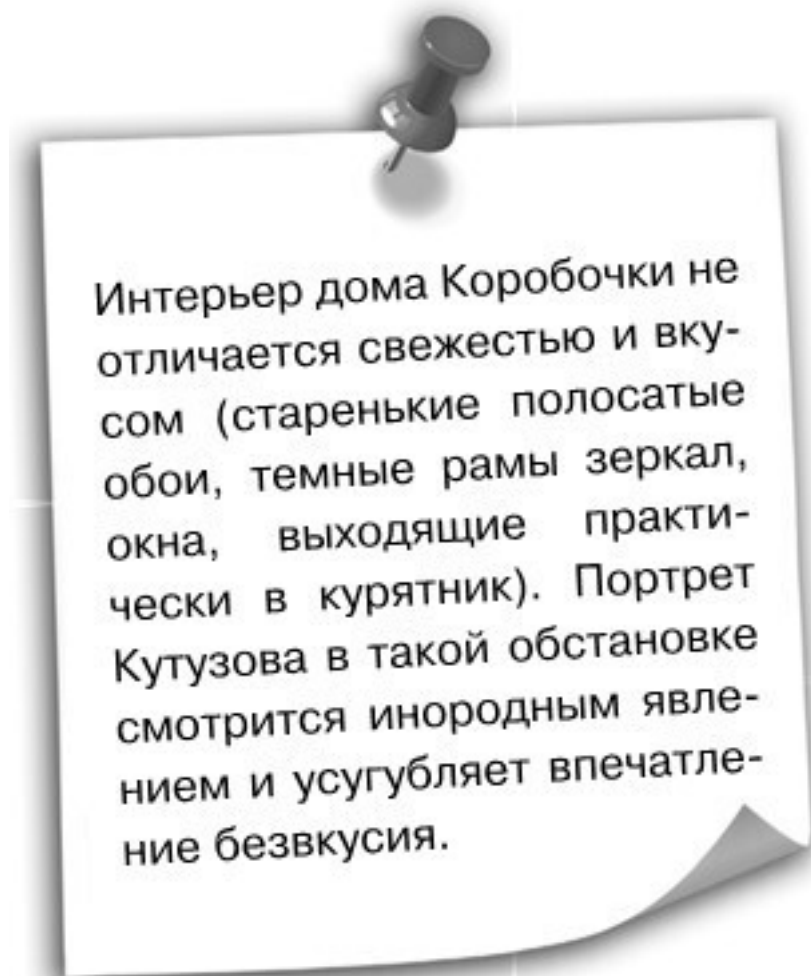 Интерьер дома Коробочки не
отличается свежестью и вку-
сом (старенькие полосатые
обои, темные рамы зеркал,
окна, выходящие практи-
чески в курятник). Портрет
Кутузова в такой обстановке
смотрится инородным явле-
нием и усугубляет впечатле-
ние безвкусия.